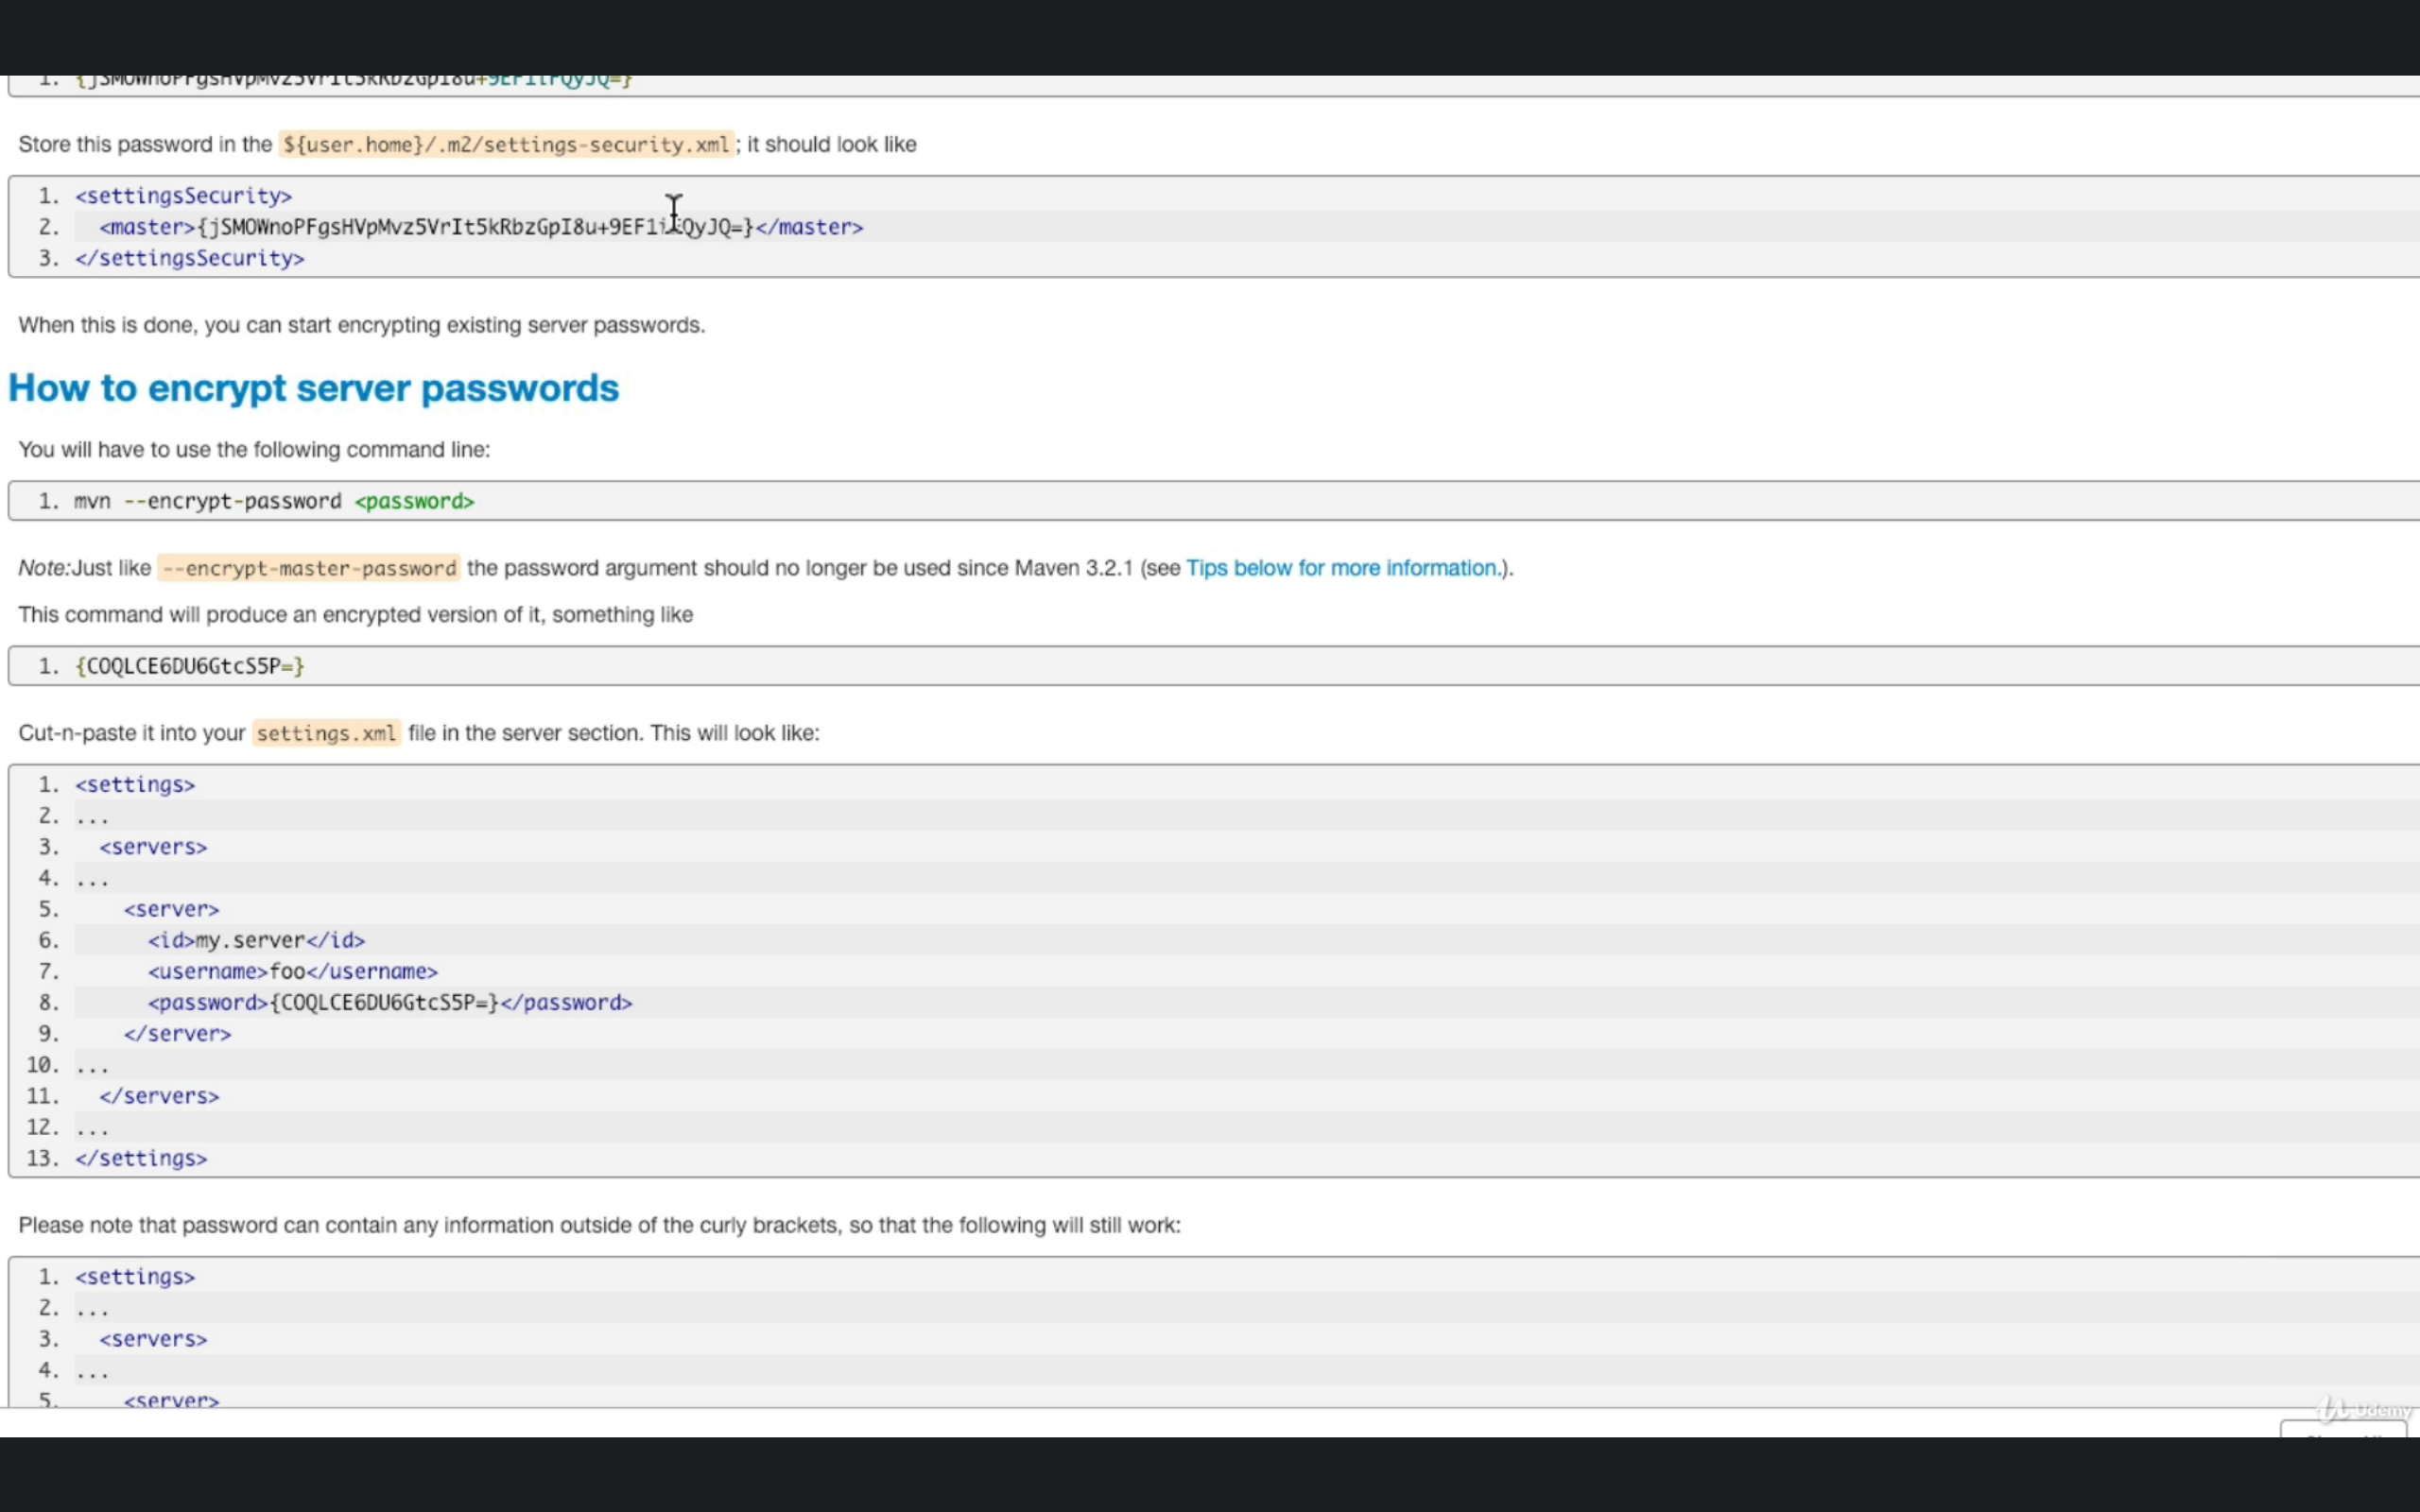 1. {jSMOWnoPFgsHVpMvz5VrIt5kRbzGpI8u+9EF1iFQyJQ=}
Store this password in the ${user.home}/.m2/settings-security.xml; it should look like
1. <settingsSecurity>
2. <master>{jSMOWnoPFgsHVpMvz5VrIt5kRbzGpI8u+9EF1iFQyJQ=}</master>
3. </settingsSecurity>
When this is done, you can start encrypting existing server passwords.
How to encrypt server passwords
You will have to use the following command line:
1. mvn --encrypt-password <password>
Note:Just like --encrypt-master-password the password argument should no longer be used since Maven 3.2.1 (see Tips below for more information.).
This command will produce an encrypted version of it, something like
1. {COQLCE6DU6GtcS5P=}
Cut-n-paste it into your settings.xml file in the server section. This will look like:
1. <settings>
2. ...
3. <servers>
4. ...
5. <server>
6. <id>my.server</id>
7. <username>foo</username>
8. <password>{COQLCE6DU6GtcS5P=}</password>
9. </server>
10. ...
11. </servers>
12. ...
13. </settings>
Please note that password can contain any information outside of the curly brackets, so that the following will still work:
1. <settings>
2. ...
3. <servers>
4. ...
5. <server>
Udemy